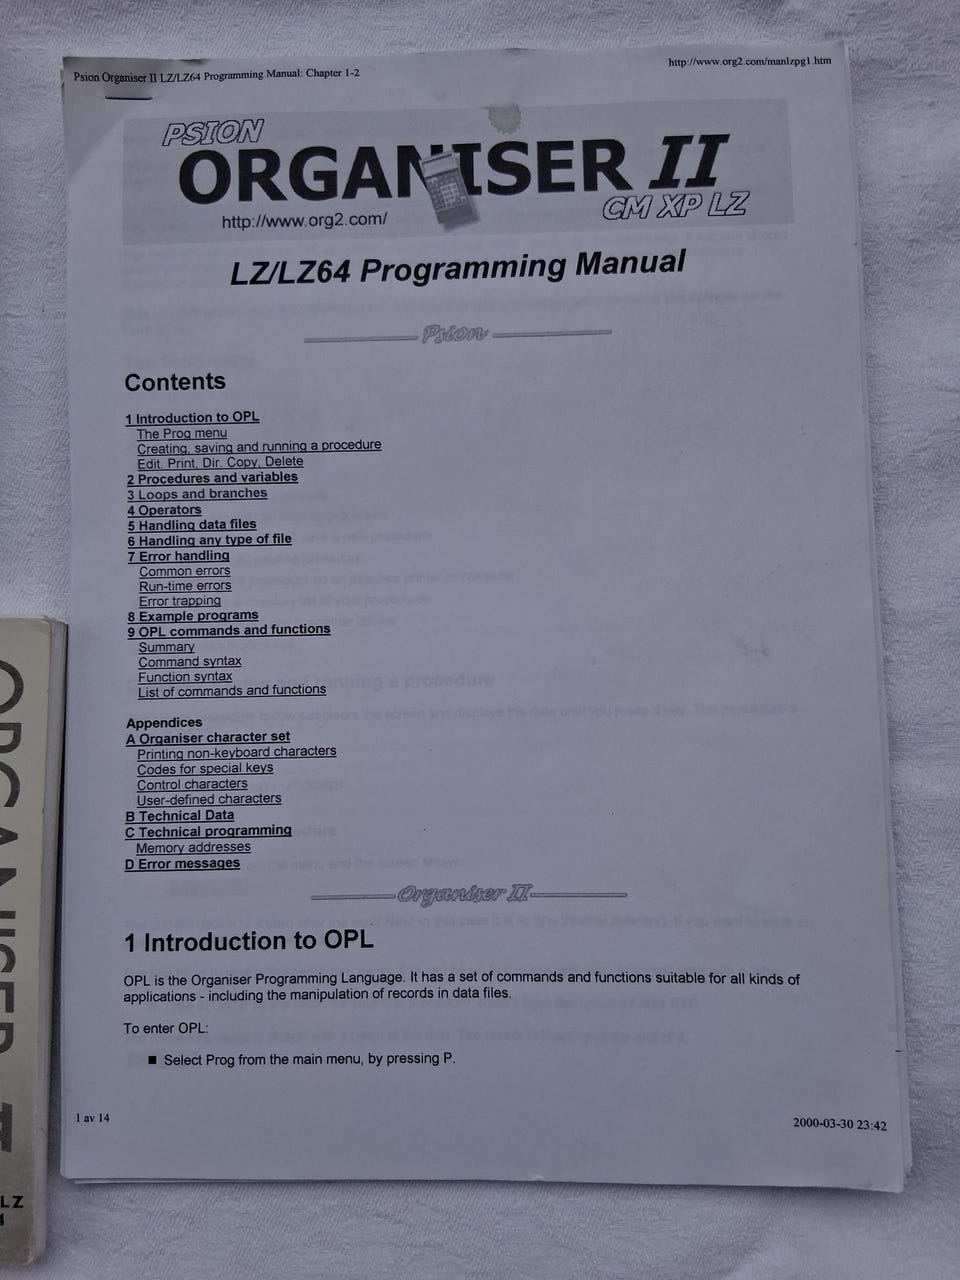 Psion Organiser II LZ/LZ64 Programming Manual: Chapter 1-2
http://www.org2.com/manlzpg1.htm
PSION
ORGANISER II
CM XP LZ
http://www.org2.com/
LZ/LZ64 Programming Manual
Psion
Contents
1 Introduction to OPL
The Prog menu
Creating, saving and running a procedure
Edit, Print, Dir, Copy, Delete
2 Procedures and variables
3 Loops and branches
4 Operators
5 Handling data files
6 Handling any type of file
7 Error handling
Common errors
Run-time errors
Error trapping
8 Example programs
9 OPL commands and functions
Summary
Command syntax
Function syntax
List of commands and functions
Appendices
A Organiser character set
Printing non-keyboard characters
Codes for special keys
Control characters
User-defined characters
B Technical Data
C Technical programming
Memory addresses
D Error messages
Organiser II
1 Introduction to OPL
OPL is the Organiser Programming Language. It has a set of commands and functions suitable for all kinds of
applications - including the manipulation of records in data files.
To enter OPL:
■ Select Prog from the main menu, by pressing P.
1 av 14
2000-03-30 23:42
ORGANISER II
LZ